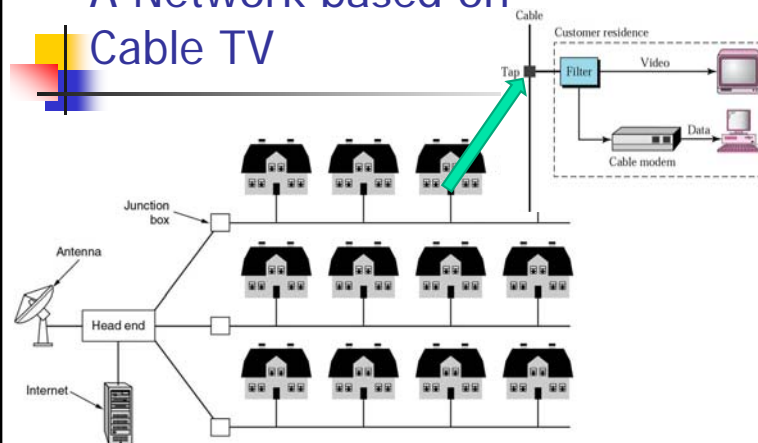 A Network based on
Cable TV
Cable
Customer residence
Tap
Filter
Video
Data
Cable modem
Junction
box
Antenna
Head end
Internet